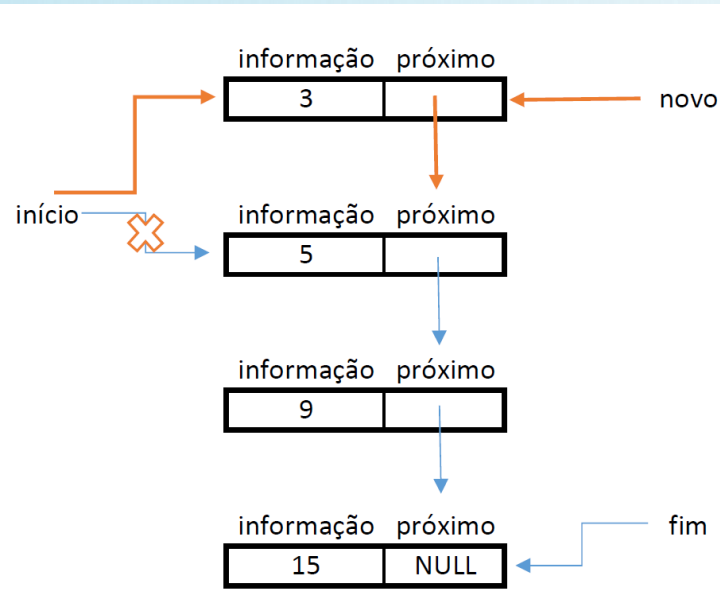 informação próximo
3
novo
início
informação próximo
5
informação próximo
9
informação próximo
fim
15 NULL